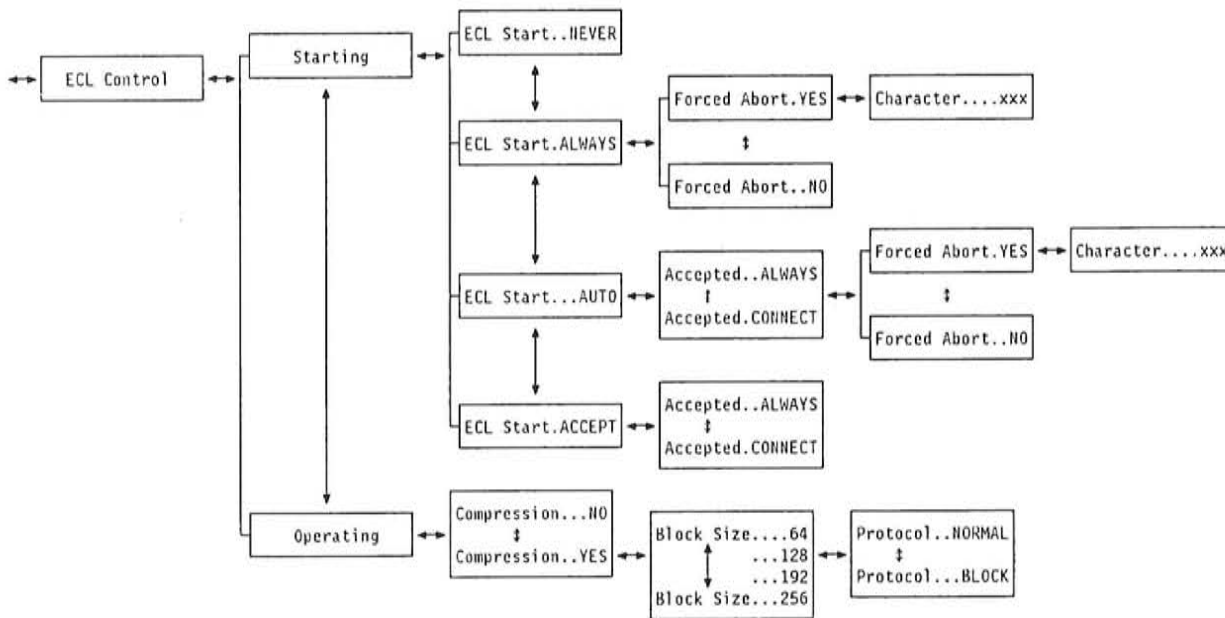 ECL Control
Starting
ECL Start..NEVER
ECL Start.ALWAYS
Forced Abort.YES
Character....xxx
Forced Abort..NO
ECL Start...AUTO
Accepted..ALWAYS
Accepted.CONNECT
Forced Abort.YES
Character....xxx
Forced Abort..NO
ECL Start.ACCEPT
Accepted..ALWAYS
Accepted.CONNECT
Operating
Compression...NO
Compression..YES
Block Size....64
...128
...192
Block Size...256
Protocol..NORMAL
Protocol...BLOCK